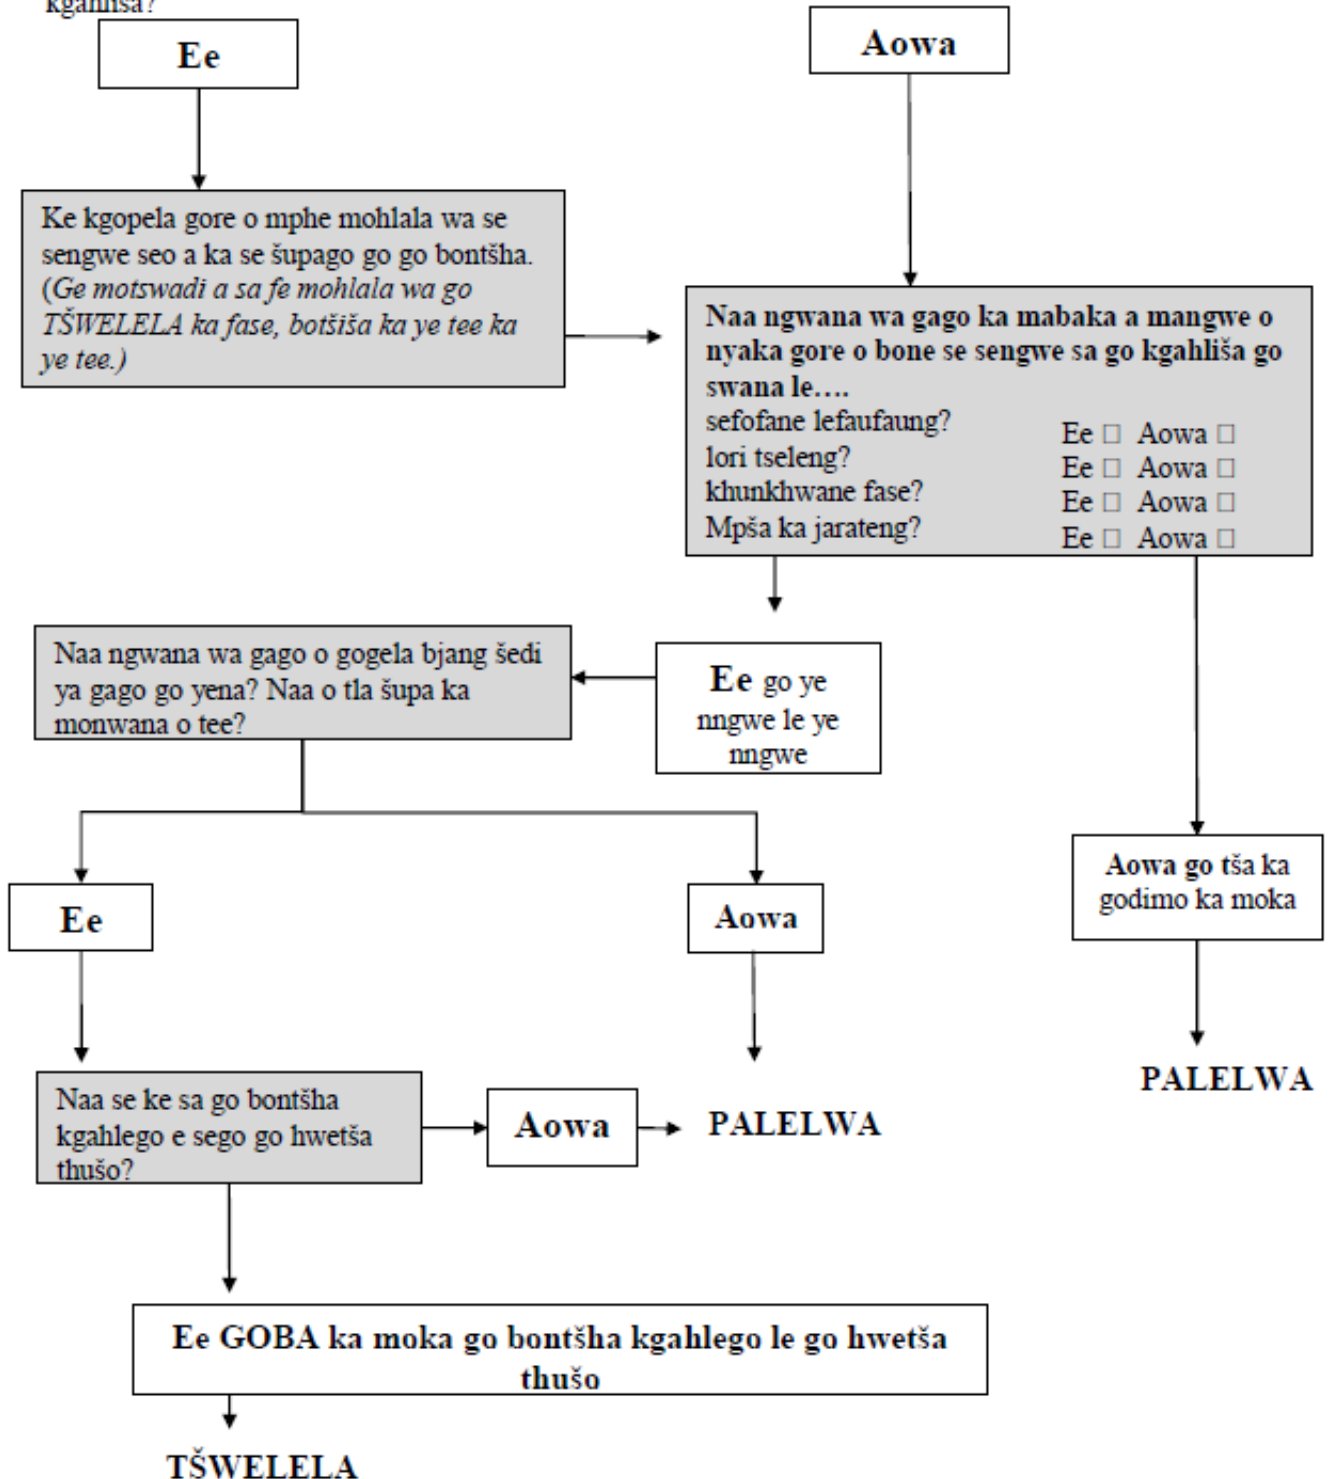 kgahlisa?
Ee
Aowa
Ke kgopela gore o mphe mohlala wa se
sengwe seo a ka se šupago go go bontšha.
(Ge motswadi a sa fe mohlala wa go
TŠWELELA ka fase, botšiša ka ye tee ka
ye tee.)
Naa ngwana wa gago ka mabaka a mangwe o
nyaka gore o bone se sengwe sa go kgahliša go
swana le….
sefofane lefaufaung? Ee □ Aowa □
lori tseleng? Ee □ Aowa □
khunkhwane fase? Ee □ Aowa □
Mpša ka jarateng? Ee □ Aowa □
Naa ngwana wa gago o gogela bjang šedi
ya gago go yena? Naa o tla šupa ka
monwana o tee?
Ee go ye
nngwe le ye
nngwe
Ee
Aowa
Aowa go tša ka
godimo ka moka
PALELWA
Naa se ke sa go bontšha
kgahlego e sego go hwetša
thušo?
Aowa
PALELWA
Ee GOBA ka moka go bontšha kgahlego le go hwetša
thušo
TŠWELELA